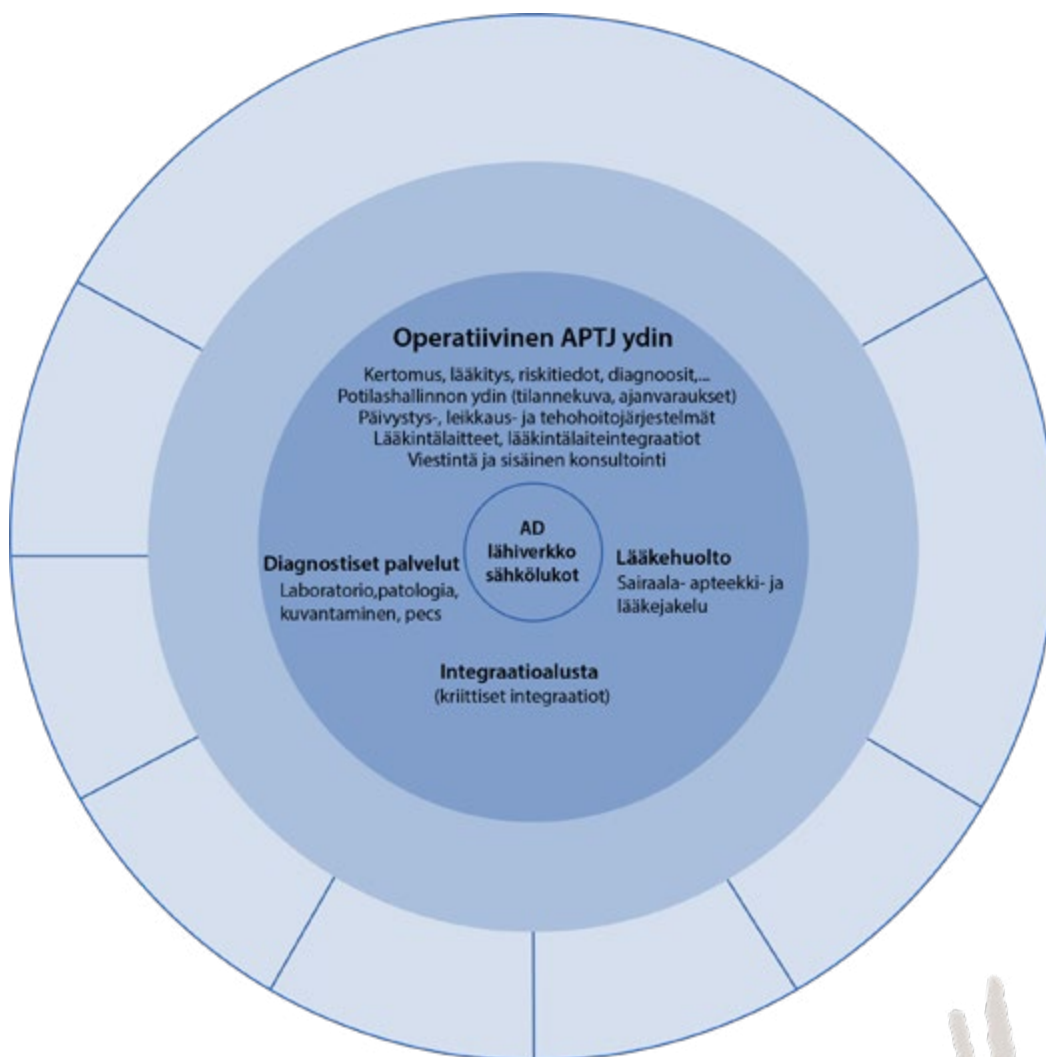 Operatiivinen APTJ ydin
Kertomus, lääkitys, riskitiedot, diagnoosit,...
Potilashallinnon ydin (tilannekuva, ajanvaraukset)
Päivystys-, leikkaus- ja tehohoitojärjestelmät
Lääkintälaitteet, lääkintälaiteintegraatiot
Viestintä ja sisäinen konsultointi
AD
lähiverkko
sähkölukot
Diagnostiset palvelut
Laboratorio,patologia,
kuvantaminen, pecs
Lääkehuolto
Sairaala- apteekki- ja
lääkejakelu
Integraatioalusta
(kriittiset integraatiot)